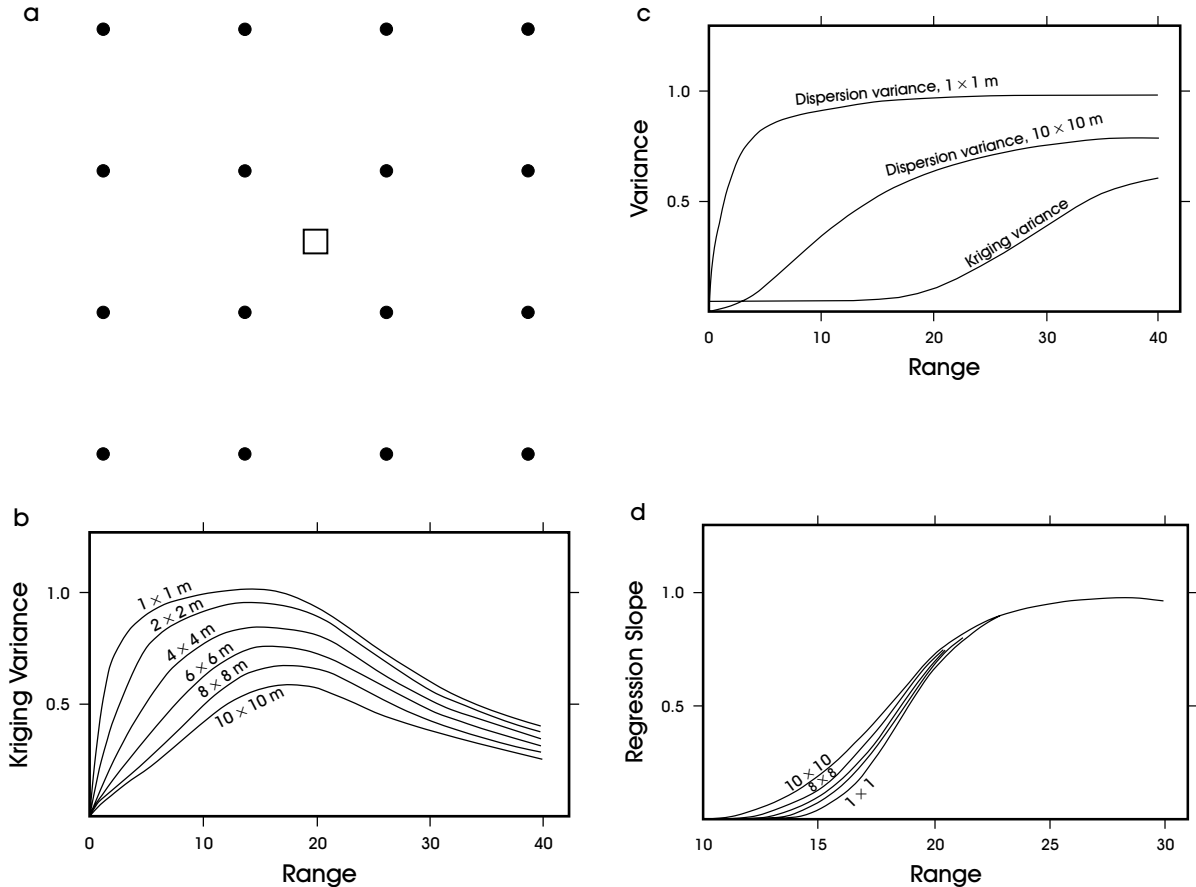 a
c
1.0
0.5
Variance
Dispersion variance, 1 × 1 m
Dispersion variance, 10 × 10 m
Kriging variance
0 10 20 30 40
Range
b
1.0
0.5
Kriging Variance
1 × 1 m
2 × 2 m
4 × 4 m
6 × 6 m
8 × 8 m
10 × 10 m
0 10 20 30 40
Range
d
1.0
0.5
Regression Slope
10 × 10
8 × 8
1 × 1
10 15 20 25 30
Range